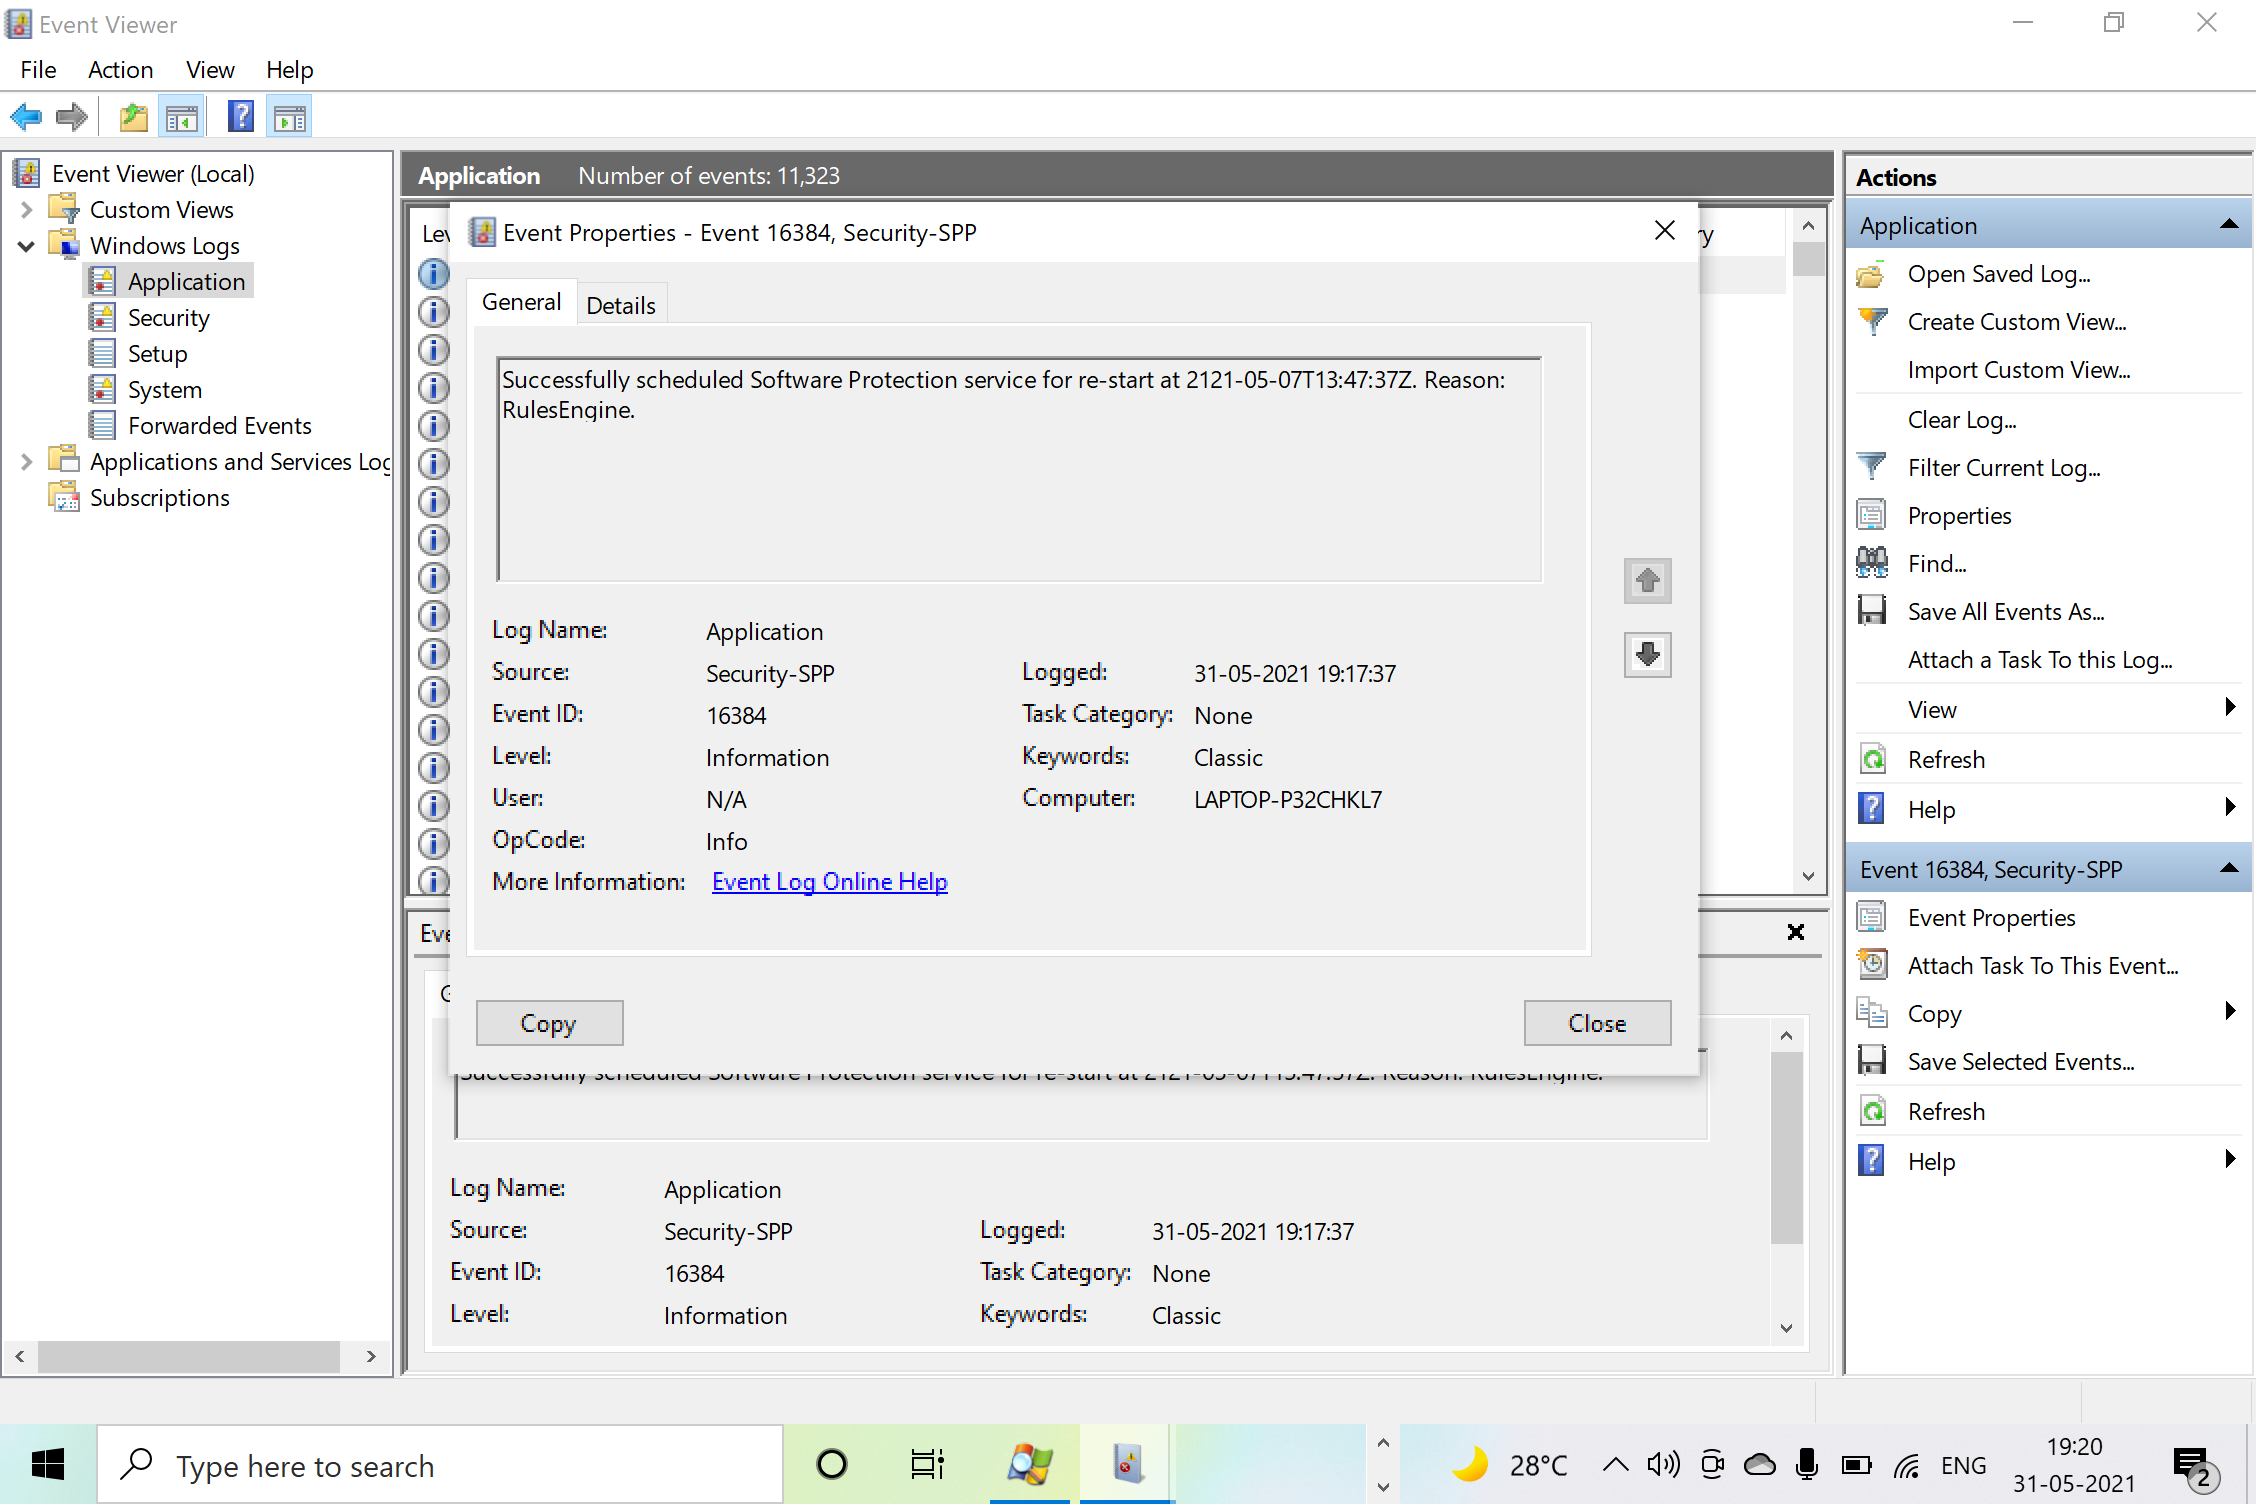 Event Viewer
File Action View Help
Event Viewer (Local)
Custom Views
Windows Logs
Application
Security
Setup
System
Forwarded Events
Applications and Services Log
Subscriptions
Application Number of events: 11,323
Event Properties - Event 16384, Security-SPP
General Details
Successfully scheduled Software Protection service for re-start at 2121-05-07T13:47:37Z. Reason:
RulesEngine.
Log Name: Application
Source: Security-SPP Logged: 31-05-2021 19:17:37
Event ID: 16384 Task Category: None
Level: Information Keywords: Classic
User: N/A Computer: LAPTOP-P32CHKL7
OpCode: Info
More Information: Event Log Online Help
Copy Close
Successfully scheduled Software Protection service for re-start at 2121-05-07T13:47:37Z. Reason: RulesEngine.
Log Name: Application
Source: Security-SPP Logged: 31-05-2021 19:17:37
Event ID: 16384 Task Category: None
Level: Information Keywords: Classic
Actions
Application
Open Saved Log...
Create Custom View...
Import Custom View...
Clear Log...
Filter Current Log...
Properties
Find...
Save All Events As...
Attach a Task To this Log...
View
Refresh
Help
Event 16384, Security-SPP
Event Properties
Attach Task To This Event...
Copy
Save Selected Events...
Refresh
Help
Type here to search
28°C
ENG
19:20
31-05-2021
2